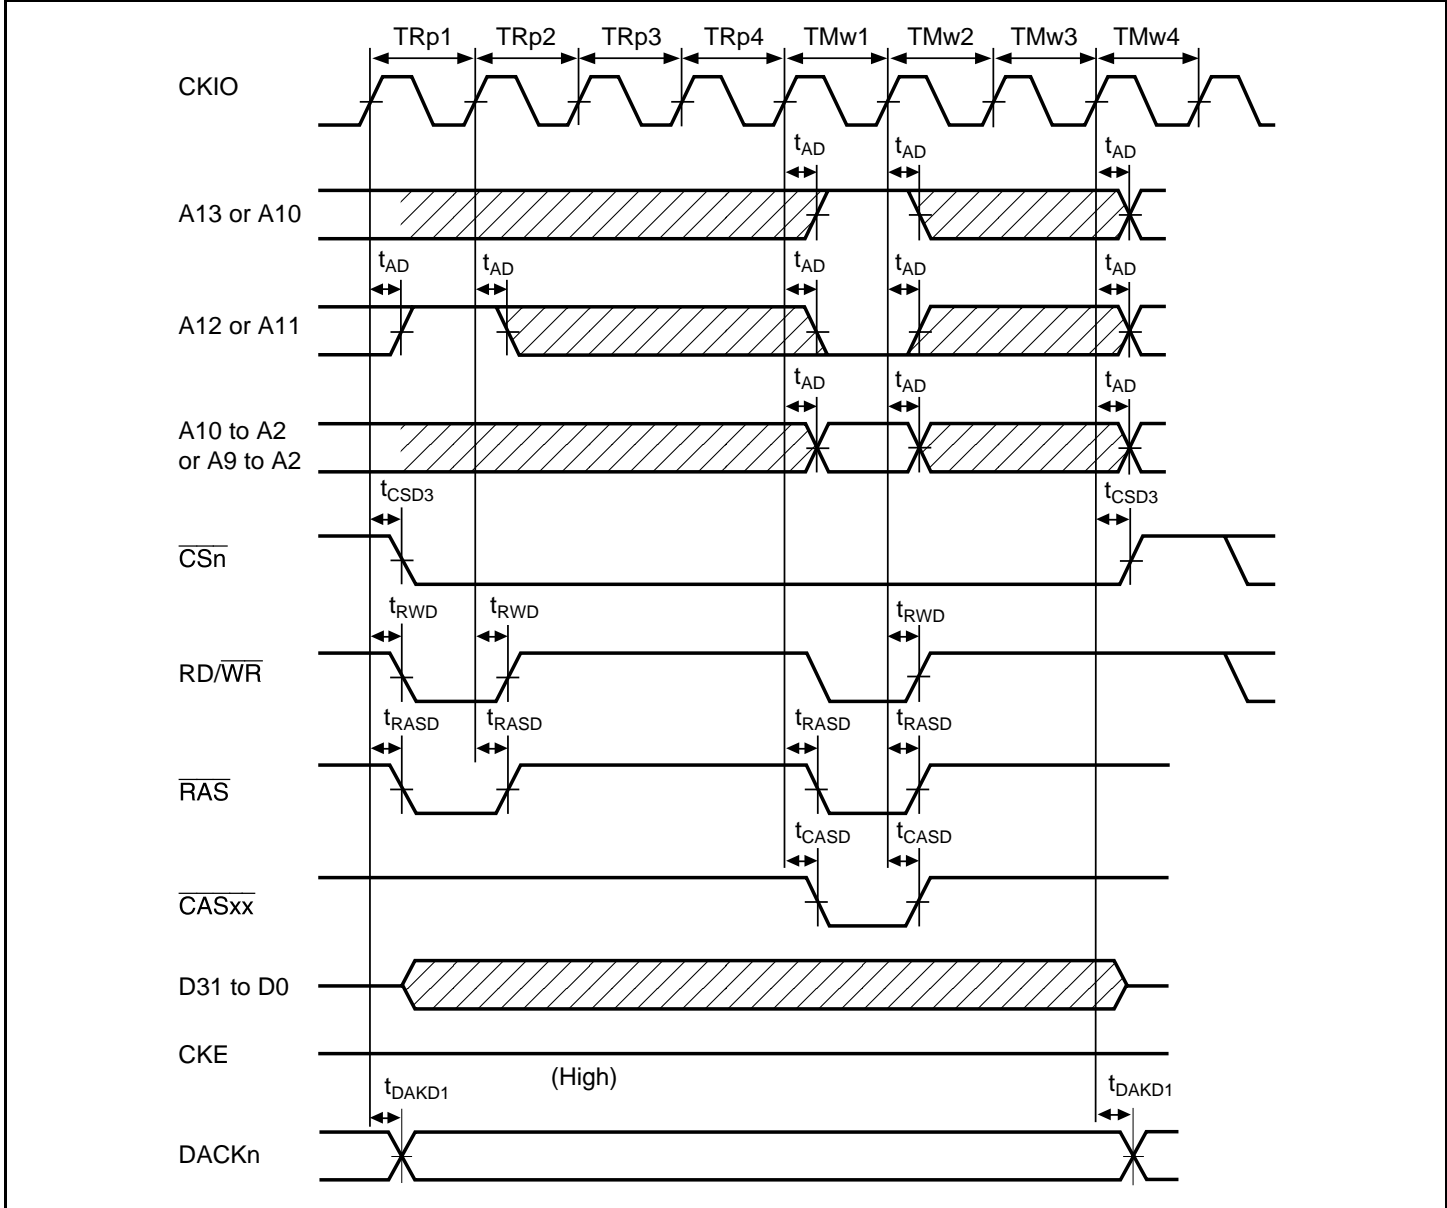 TRp1 TRp2 TRp3 TRp4 TMw1 TMw2 TMw3 TMw4
CKIO
tAD tAD tAD
A13 or A10
tAD tAD tAD tAD tAD
A12 or A11
tAD tAD tAD
A10 to A2
or A9 to A2
tCSD3 tCSD3
CSn
tRWD tRWD tRWD
RD/WR
tRASD tRASD tRASD tRASD
RAS
tCASD tCASD
CASxx
D31 to D0
CKE
(High)
tDAKD1 tDAKD1
DACKn